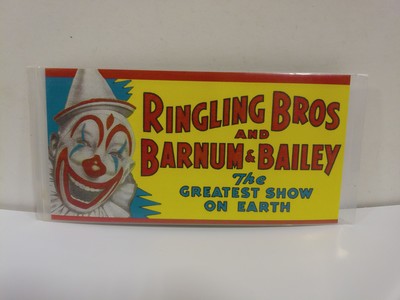 RINGLING BROS
AND
BARNUM & BAILEY
The
GREATEST SHOW
ON EARTH